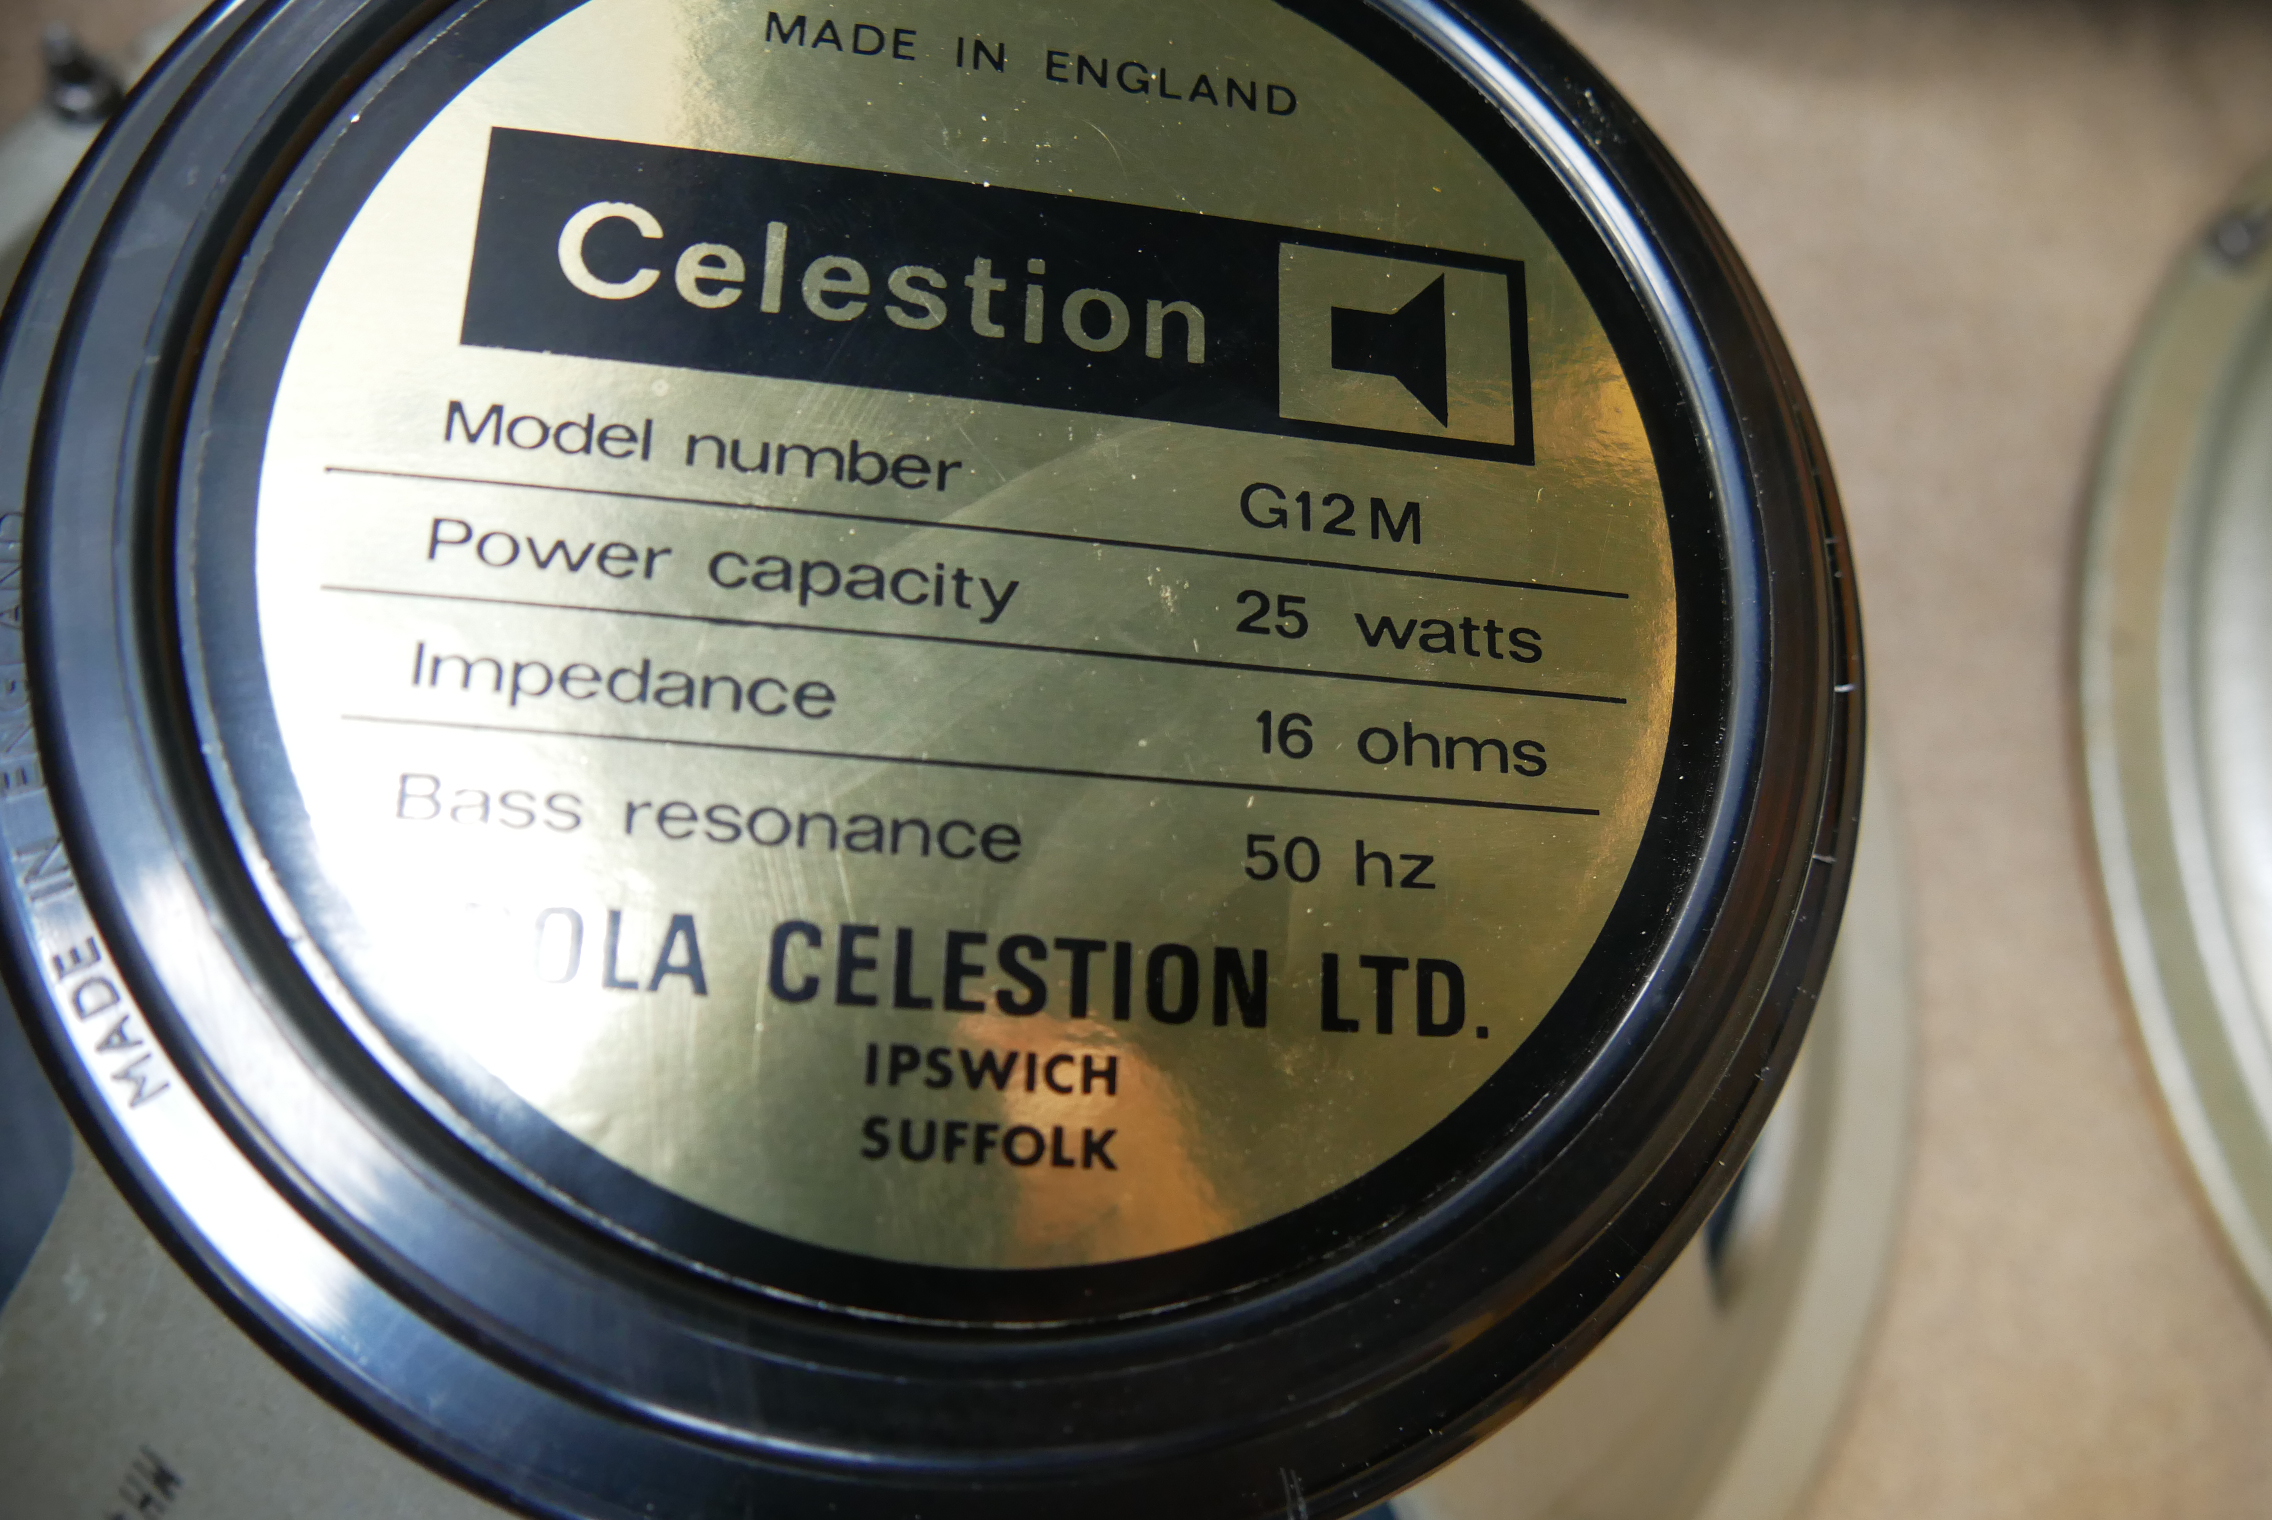 MADE IN ENGLAND
Celestion
Model number G12M
Power capacity 25 watts
Impedance 16 ohms
Bass resonance 50 hz
CELESTION LTD.
IPSWICH
SUFFOLK
MADE IN ENGLAND